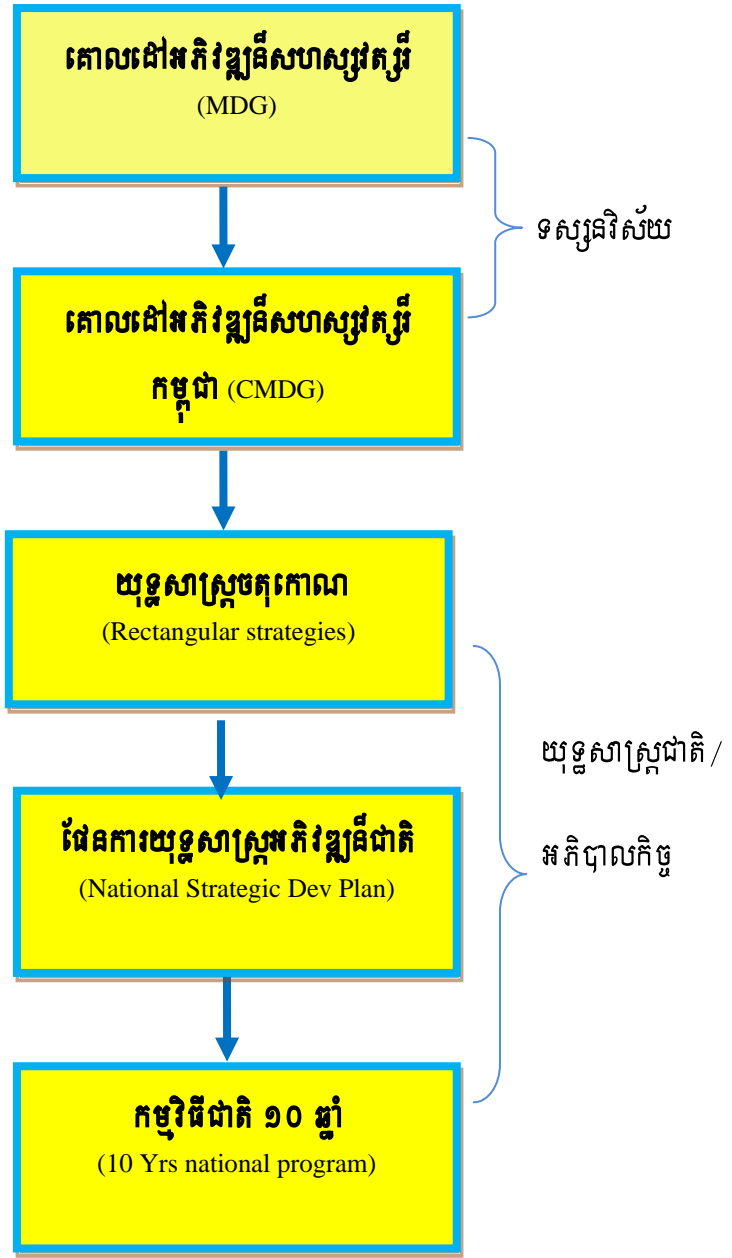 គោលដៅអភិវឌ្ឍន៏សហស្សវត្សរ៏
(MDG)
ទស្សនវិស័យ
គោលដៅអភិវឌ្ឍន៏សហស្សវត្សរ៏
កម្ពុជា (CMDG)
យុទ្ធសាស្ត្រចតុកោណ
(Rectangular strategies)
យុទ្ធសាស្ត្រជាតិ /
អភិបាលកិច្ច
ផែនការយុទ្ធសាស្ត្រអភិវឌ្ឍន៏ជាតិ
(National Strategic Dev Plan)
កម្មវិធីជាតិ ១០ ឆ្នាំ
(10 Yrs national program)